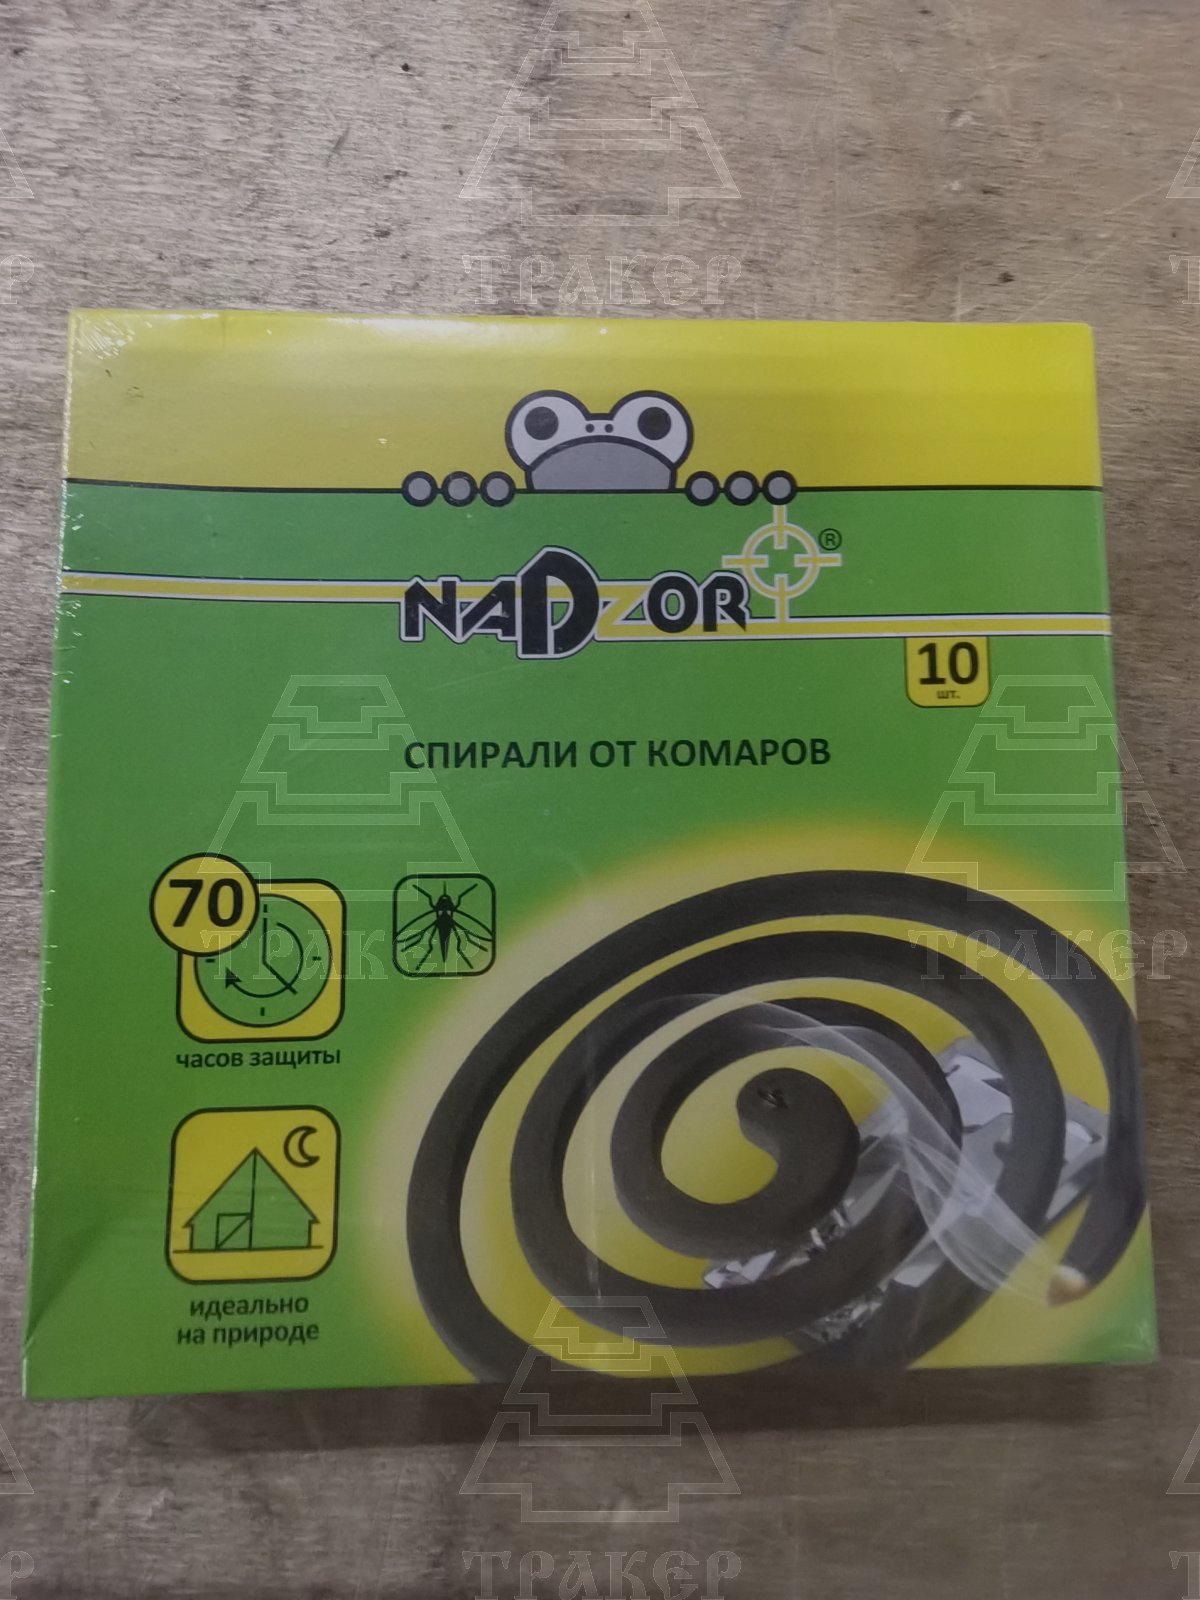 ТРАКЕР
NADZOR®
10
шт.
СПИРАЛИ ОТ КОМАРОВ
70
часов защиты
ТРАКЕР
ТРАКЕР
идеально
на природе
ТРАКЕР